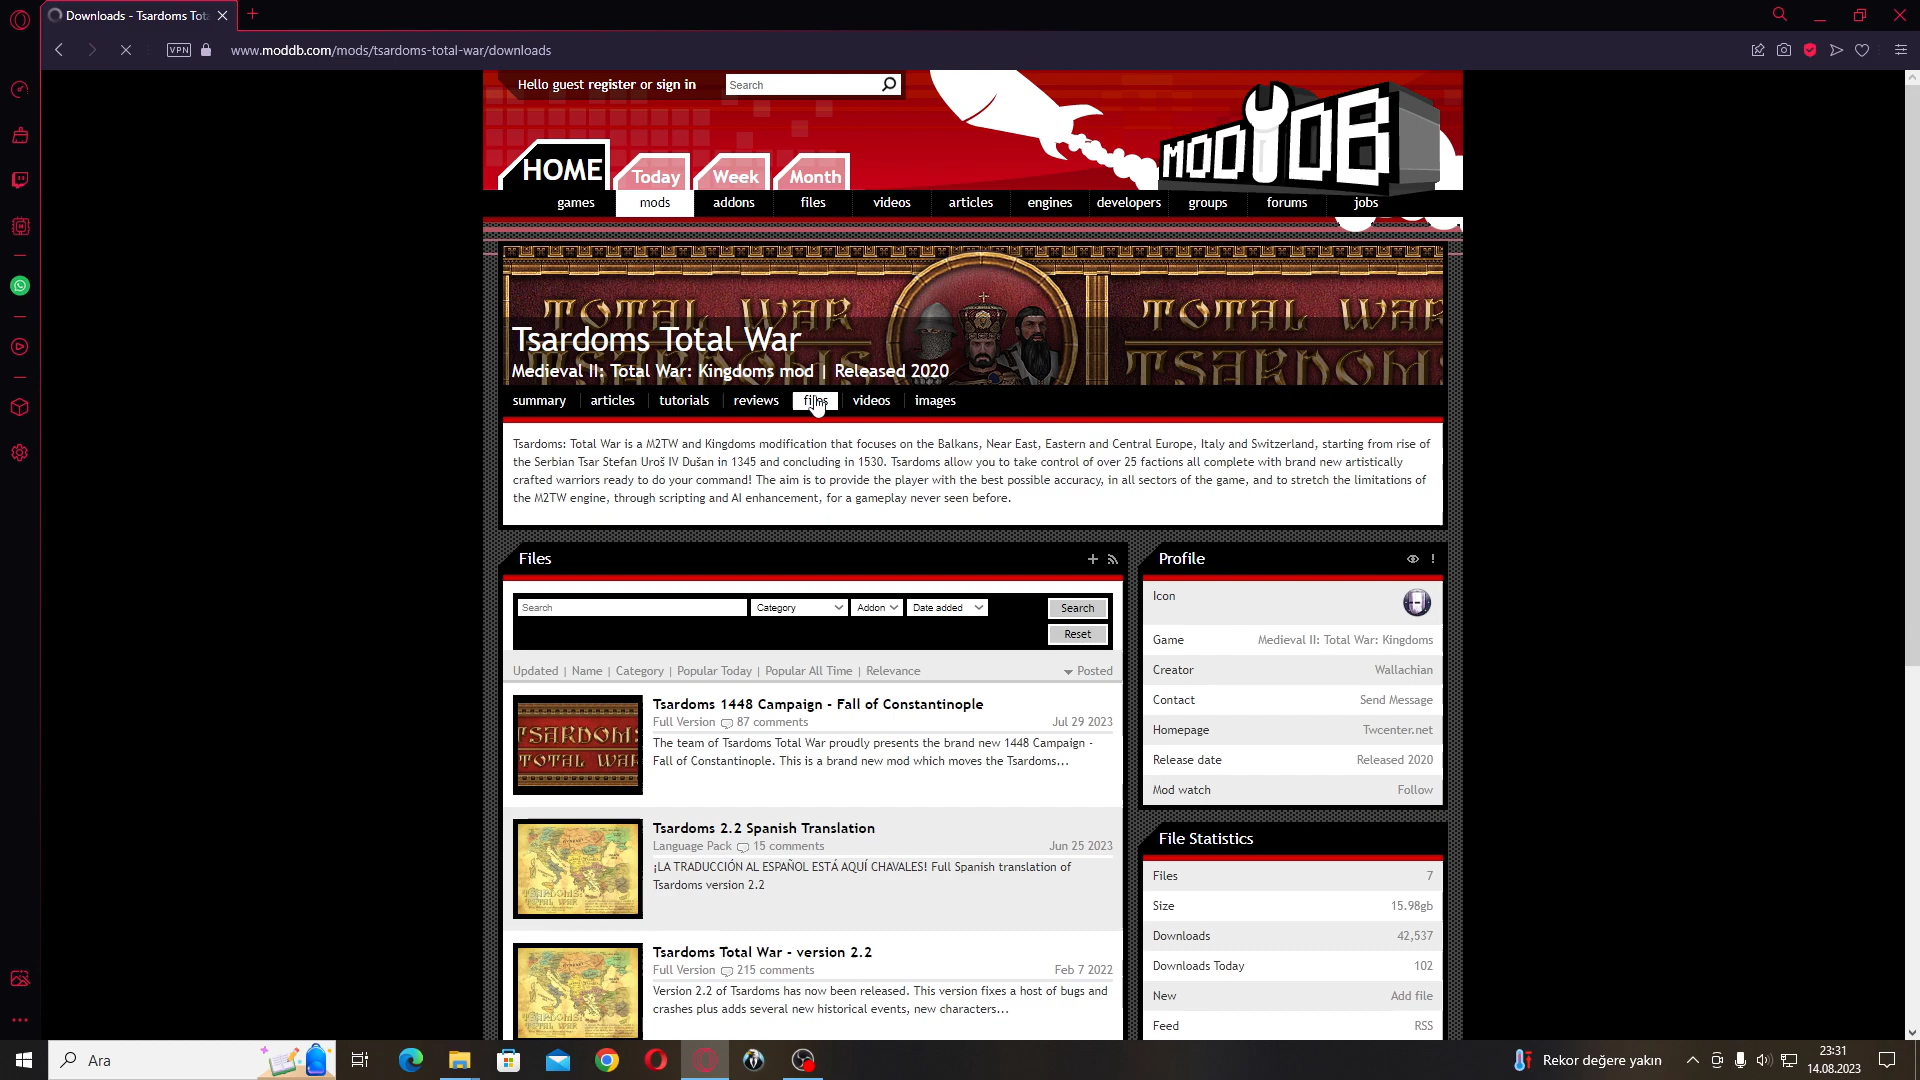 Downloads - Tsardoms Tot
VPN
www.moddb.com/mods/tsardoms-total-war/downloads
Hello guest register or sign in
Search
MODDB
HOME
Today
Week
Month
games
mods
addons
files
videos
articles
engines
developers
groups
forums
jobs
TOTAL WAR
TOTAL WAR
TSARDOMS
Tsardoms Total War
Medieval II: Total War: Kingdoms mod | Released 2020
summary
articles
tutorials
reviews
files
videos
images
Tsardoms: Total War is a M2TW and Kingdoms modification that focuses on the Balkans, Near East, Eastern and Central Europe, Italy and Switzerland, starting from rise of
the Serbian Tsar Stefan Uroš IV Dušan in 1345 and concluding in 1530. Tsardoms allow you to take control of over 25 factions all complete with brand new artistically
crafted warriors ready to do your command! The aim is to provide the player with the best possible accuracy, in all sectors of the game, and to stretch the limitations of
the M2TW engine, through scripting and AI enhancement, for a gameplay never seen before.
Files
Search
Category
Addon
Date added
Search
Reset
Updated | Name | Category | Popular Today | Popular All Time | Relevance
Posted
TSARDOMS
TOTAL WAR
Tsardoms 1448 Campaign - Fall of Constantinople
Full Version 87 comments
Jul 29 2023
The team of Tsardoms Total War proudly presents the brand new 1448 Campaign -
Fall of Constantinople. This is a brand new mod which moves the Tsardoms...
Tsardoms 2.2 Spanish Translation
Language Pack 15 comments
Jun 25 2023
¡LA TRADUCCIÓN AL ESPAÑOL ESTÁ AQUÍ CHAVALES! Full Spanish translation of
Tsardoms version 2.2
Tsardoms Total War - version 2.2
Full Version 215 comments
Feb 7 2022
Version 2.2 of Tsardoms has now been released. This version fixes a host of bugs and
crashes plus adds several new historical events, new characters...
Profile
Icon
Game
Medieval II: Total War: Kingdoms
Creator
Wallachian
Contact
Send Message
Homepage
Twcenter.net
Release date
Released 2020
Mod watch
Follow
File Statistics
Files
7
Size
15.98gb
Downloads
42,537
Downloads Today
102
New
Add file
Feed
RSS
Ara
Rekor değere yakın
23:31
14.08.2023